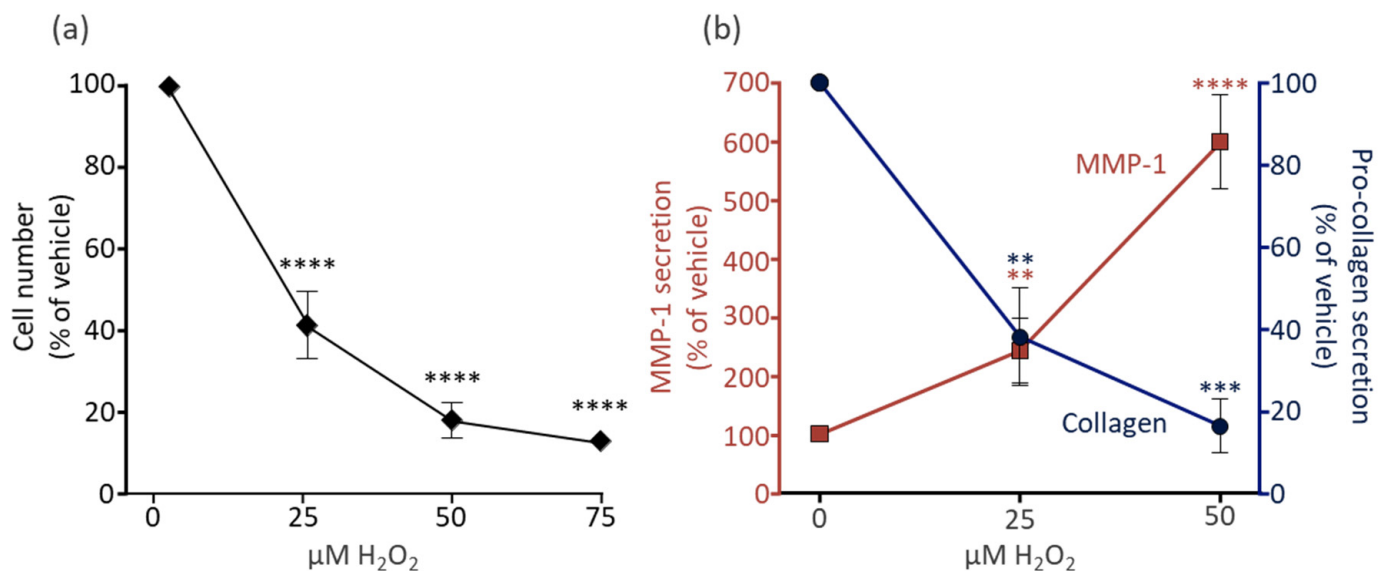 (a)
Cell number
(% of vehicle)
100
80
60
40
20
0
****
****
****
0 25 50 75
µM H₂O₂
(b)
MMP-1 secretion
(% of vehicle)
700
600
500
400
300
200
100
0
****
MMP-1
**
**
***
Collagen
100
80
60
40
20
0
Pro-collagen secretion
(% of vehicle)
0 25 50
µM H₂O₂